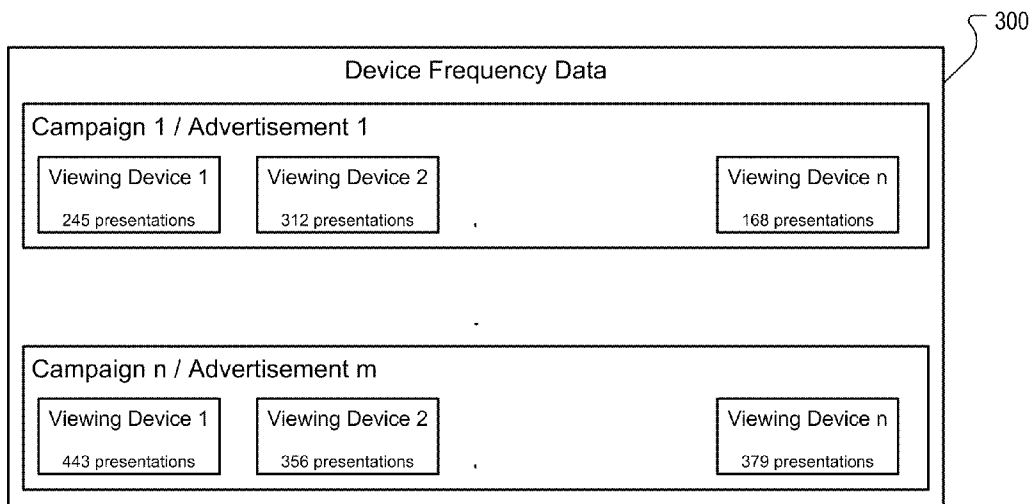 300
Device Frequency Data
Campaign 1 / Advertisement 1
Viewing Device 1 Viewing Device 2 Viewing Device n
245 presentations 312 presentations 168 presentations
Campaign n / Advertisement m
Viewing Device 1 Viewing Device 2 Viewing Device n
443 presentations 356 presentations 379 presentations